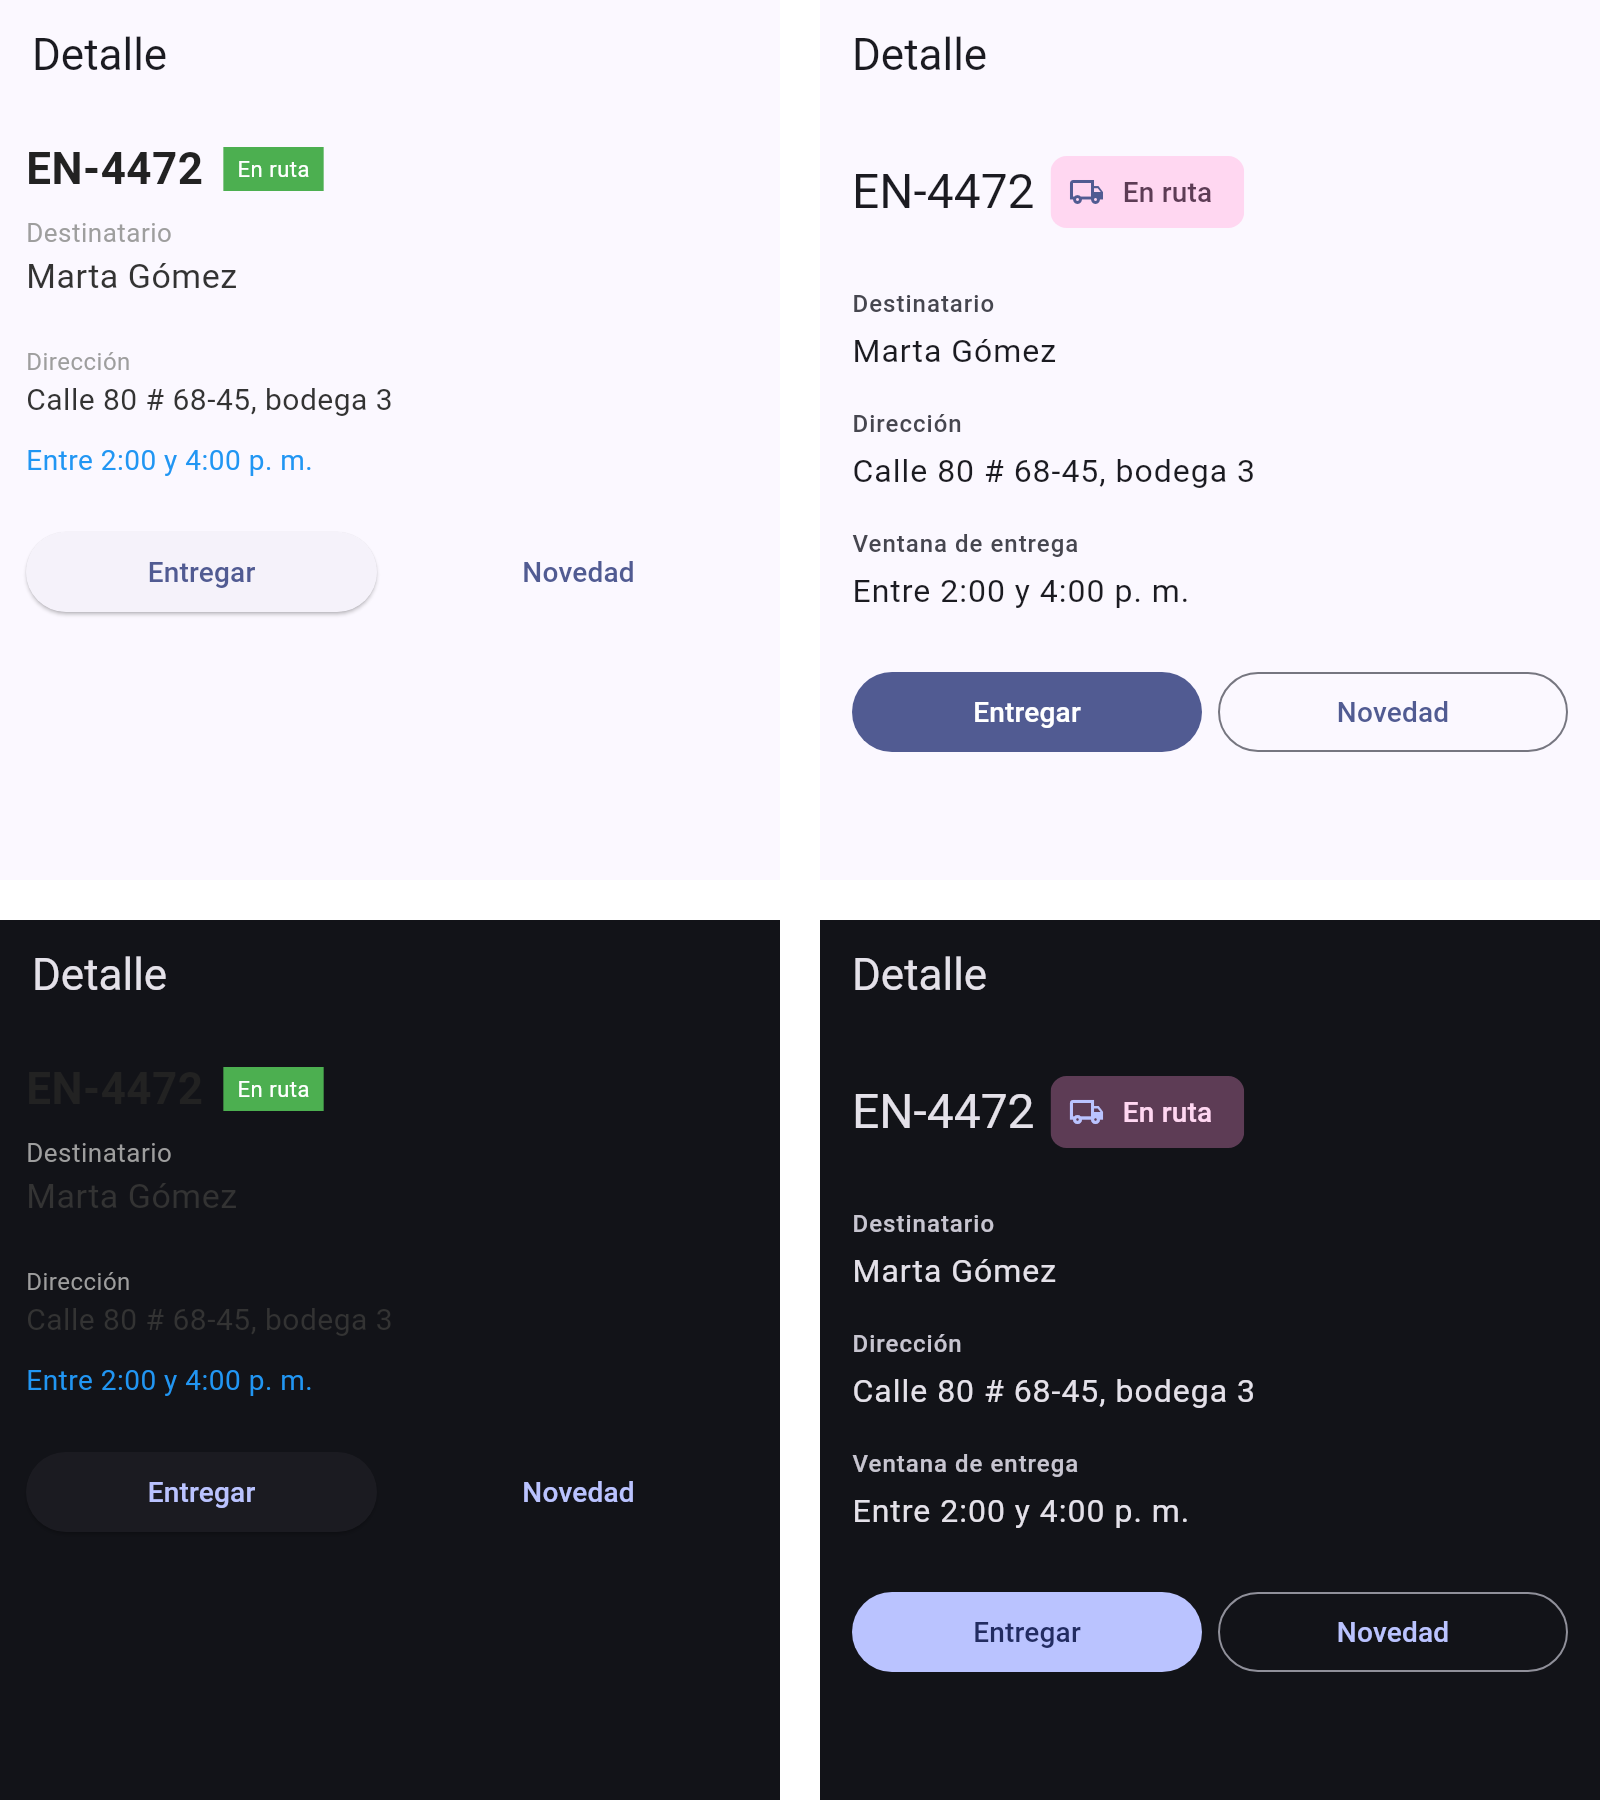 Detalle
EN-4472 En ruta
Destinatario
Marta Gómez
Dirección
Calle 80 # 68-45, bodega 3
Entre 2:00 y 4:00 p. m.
Entregar Novedad
Detalle
EN-4472 En ruta
Destinatario
Marta Gómez
Dirección
Calle 80 # 68-45, bodega 3
Ventana de entrega
Entre 2:00 y 4:00 p. m.
Entregar Novedad
Detalle
EN-4472 En ruta
Destinatario
Marta Gómez
Dirección
Calle 80 # 68-45, bodega 3
Entre 2:00 y 4:00 p. m.
Entregar Novedad
Detalle
EN-4472 En ruta
Destinatario
Marta Gómez
Dirección
Calle 80 # 68-45, bodega 3
Ventana de entrega
Entre 2:00 y 4:00 p. m.
Entregar Novedad